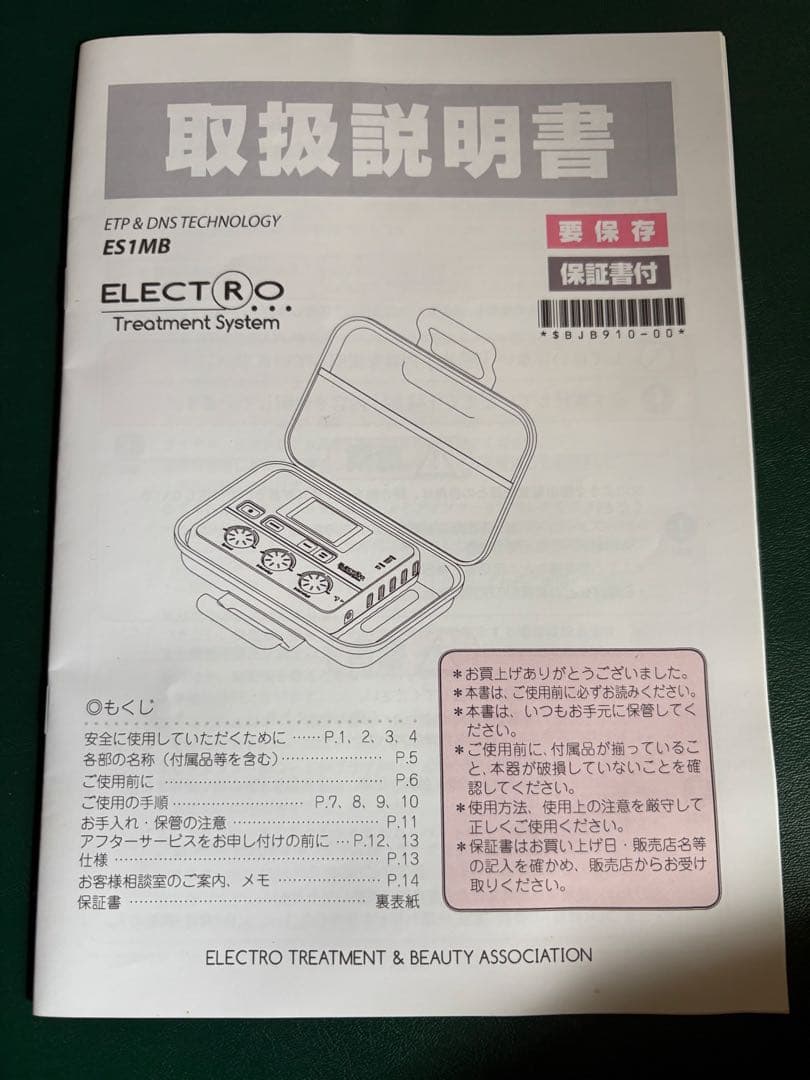 取扱説明書
ETP & DNS TECHNOLOGY
ES1MB
要保存
保証書付
ELECTRO
Treatment System
*$BJB910-00*
◎もくじ
安全に使用していただくために ……P.1、2、3、4
各部の名称（付属品等を含む）………………P.5
ご使用前に ………………………………… P.6
ご使用の手順 ……………… P.7、8、9、10
お手入れ・保管の注意 …………………… P.11
アフターサービスをお申し付けの前に …P.12、13
仕様 ……………………………………… P.13
お客様相談室のご案内、メモ …………… P.14
保証書 …………………………………… 裏表紙
＊お買上げありがとうございました。
＊本書は、ご使用前に必ずお読みください。
＊本書は、いつもお手元に保管してく
ださい。
＊ご使用前に、付属品が揃っているこ
と、本器が破損していないことを確
認してください。
＊使用方法、使用上の注意を厳守して
正しくご使用ください。
＊保証書はお買い上げ日・販売店名等
の記入を確かめ、販売店からお受け
取りください。
ELECTRO TREATMENT & BEAUTY ASSOCIATION